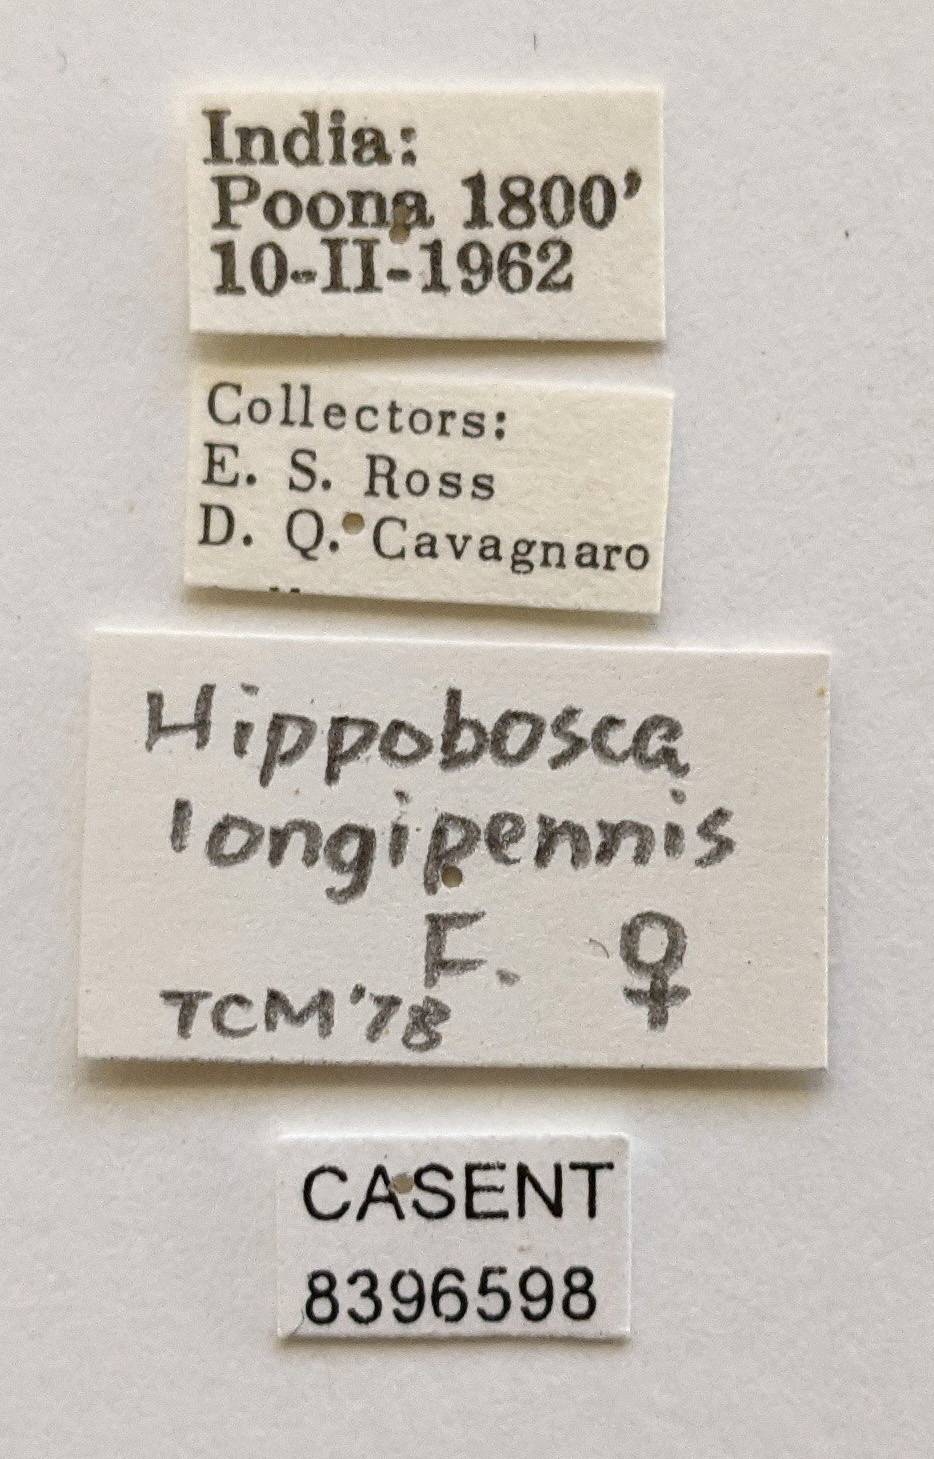 India:
Poona 1800'
10-II-1962
Collectors:
E. S. Ross
D. Q. Cavagnaro
Hippobosca
longipennis
F. ♀
TCM'78
CASENT
8396598